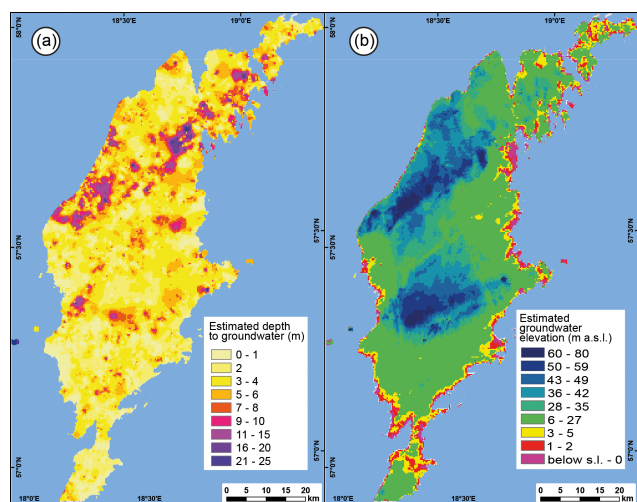 18°30'E 19°0'E
58°0'N
(a)
57°30'N
57°0'N
Estimated depth
to groundwater (m)
0 - 1
2
3 - 4
5 - 6
7 - 8
9 - 10
11 - 15
16 - 20
21 - 25
18°0'E 18°30'E
0 5 10 20
km
18°30'E 19°0'E
58°0'N
(b)
57°30'N
57°0'N
Estimated
groundwater
elevation (m a.s.l.)
60 - 80
50 - 59
43 - 49
36 - 42
28 - 35
6 - 27
3 - 5
1 - 2
below s.l. - 0
18°0'E 18°30'E
0 5 10 20
km